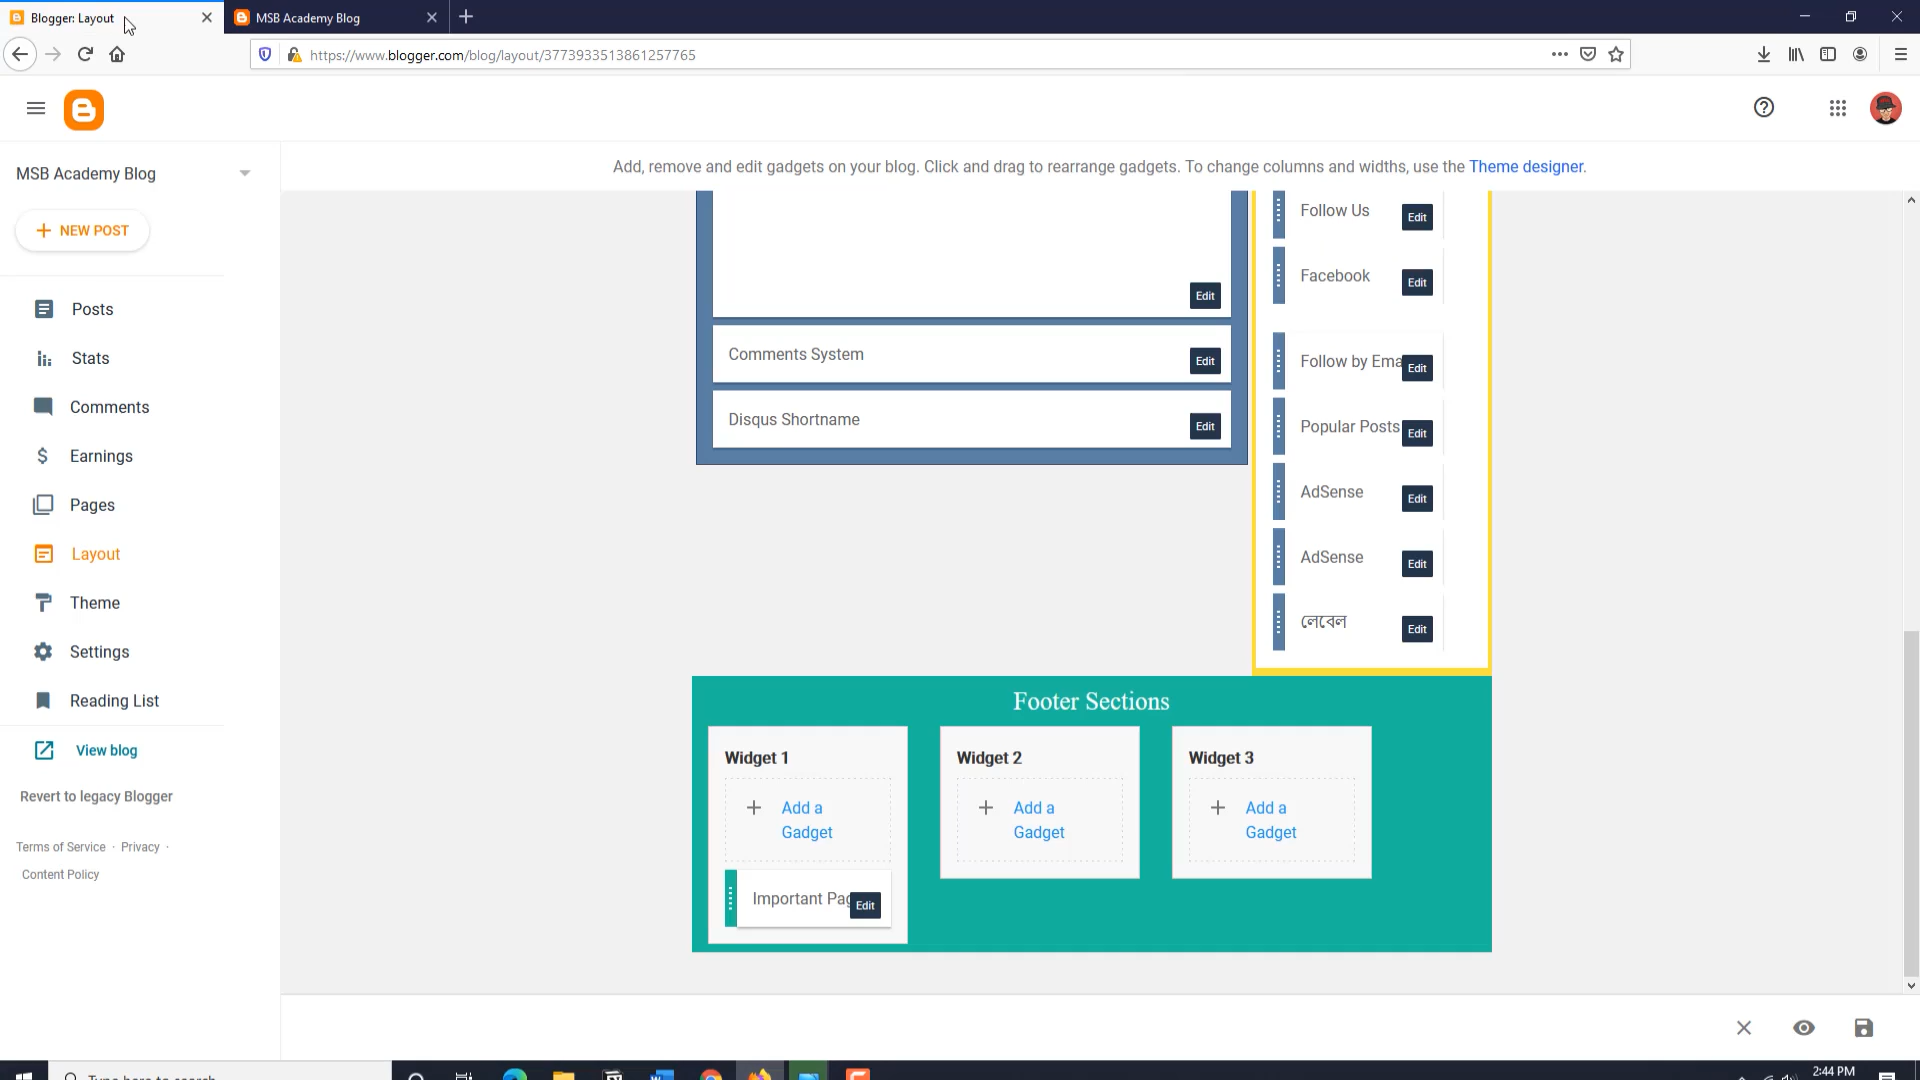 Blogger: Layout
MSB Academy Blog
https://www.blogger.com/blog/layout/3773933513861257765
MSB Academy Blog
NEW POST
Posts
Stats
Comments
Earnings
Pages
Layout
Theme
Settings
Reading List
View blog
Revert to legacy Blogger
Terms of Service · Privacy ·
Content Policy
Add, remove and edit gadgets on your blog. Click and drag to rearrange gadgets. To change columns and widths, use the Theme designer.
Edit
Comments System
Edit
Disqus Shortname
Edit
Follow Us
Edit
Facebook
Edit
Follow by Ema
Edit
Popular Posts
Edit
AdSense
Edit
AdSense
Edit
লেবেল
Edit
Footer Sections
Widget 1
Add a
Gadget
Important Pag
Edit
Widget 2
Add a
Gadget
Widget 3
Add a
Gadget
Type here to search
2:44 PM